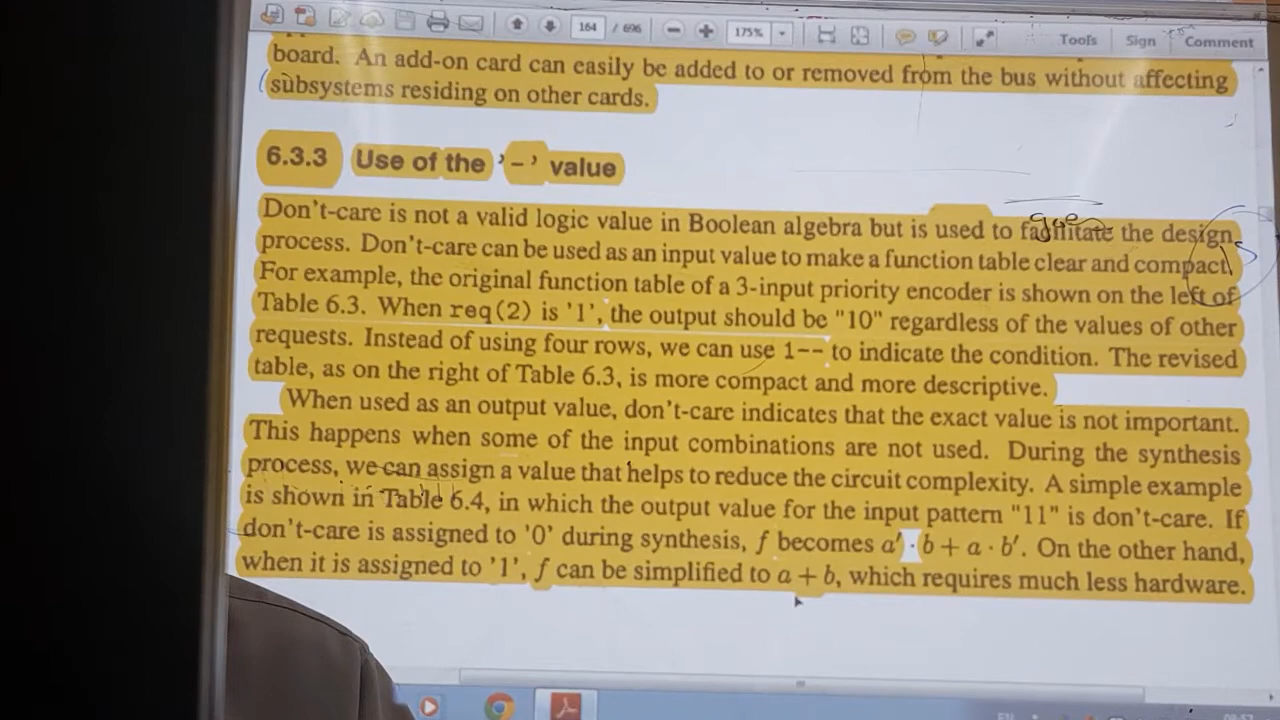 164 / 696
175%
Tools Sign Comment
board. An add-on card can easily be added to or removed from the bus without affecting
subsystems residing on other cards.
6.3.3 Use of the '-' value
Don't-care is not a valid logic value in Boolean algebra but is used to facilitate the design
process. Don't-care can be used as an input value to make a function table clear and compact.
For example, the original function table of a 3-input priority encoder is shown on the left of
Table 6.3. When req(2) is '1', the output should be "10" regardless of the values of other
requests. Instead of using four rows, we can use 1-- to indicate the condition. The revised
table, as on the right of Table 6.3, is more compact and more descriptive.
When used as an output value, don't-care indicates that the exact value is not important.
This happens when some of the input combinations are not used. During the synthesis
process, we can assign a value that helps to reduce the circuit complexity. A simple example
is shown in Table 6.4, in which the output value for the input pattern "11" is don't-care. If
don't-care is assigned to '0' during synthesis, f becomes a' · b + a · b'. On the other hand,
when it is assigned to '1', f can be simplified to a + b, which requires much less hardware.